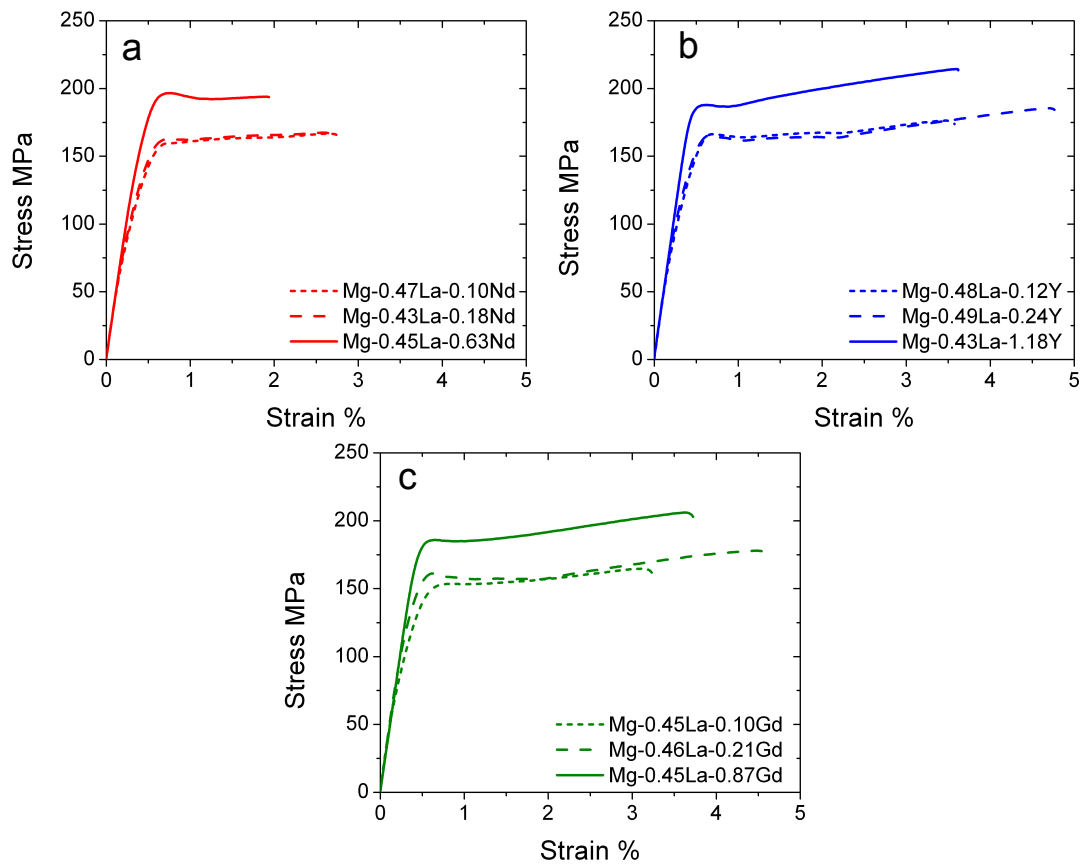 a
250
200
150
100
50
0
Stress MPa
Mg-0.47La-0.10Nd
Mg-0.43La-0.18Nd
Mg-0.45La-0.63Nd
0 1 2 3 4 5
Strain %
b
250
200
150
100
50
0
Stress MPa
Mg-0.48La-0.12Y
Mg-0.49La-0.24Y
Mg-0.43La-1.18Y
0 1 2 3 4 5
Strain %
c
250
200
150
100
50
0
Stress MPa
Mg-0.45La-0.10Gd
Mg-0.46La-0.21Gd
Mg-0.45La-0.87Gd
0 1 2 3 4 5
Strain %